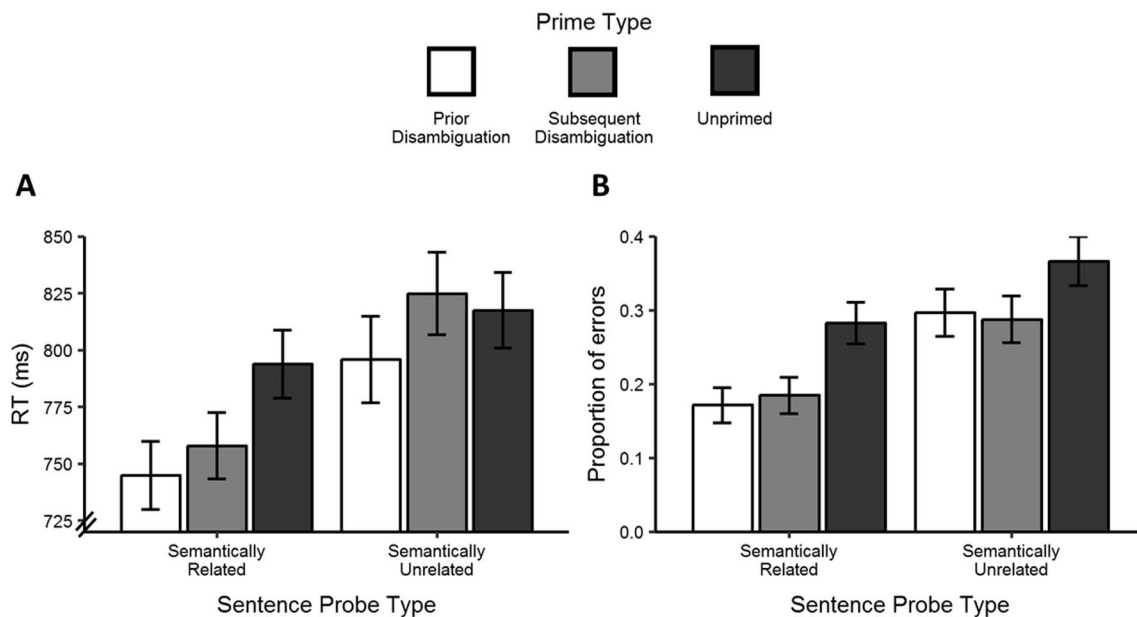 Prime Type
Prior
Disambiguation
Subsequent
Disambiguation
Unprimed
A
RT (ms)
850
825
800
775
750
725
Semantically
Related
Semantically
Unrelated
Sentence Probe Type
B
Proportion of errors
0.4
0.3
0.2
0.1
0.0
Semantically
Related
Semantically
Unrelated
Sentence Probe Type